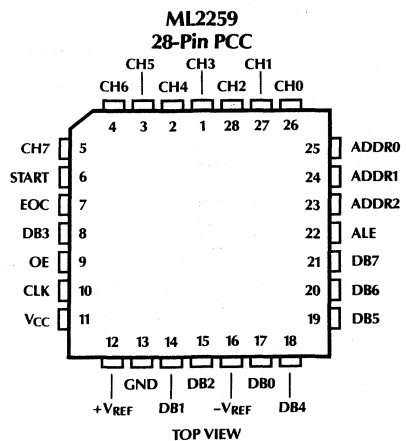 ML2259
28-Pin PCC
CH5 CH3 CH1
CH6 CH4 CH2 CH0
4 3 2 1 28 27 26
CH7 5 25 ADDR0
START 6 24 ADDR1
EOC 7 23 ADDR2
DB3 8 22 ALE
OE 9 21 DB7
CLK 10 20 DB6
VCC 11 19 DB5
12 13 14 15 16 17 18
GND DB2 DB0
+VREF DB1 −VREF DB4
TOP VIEW